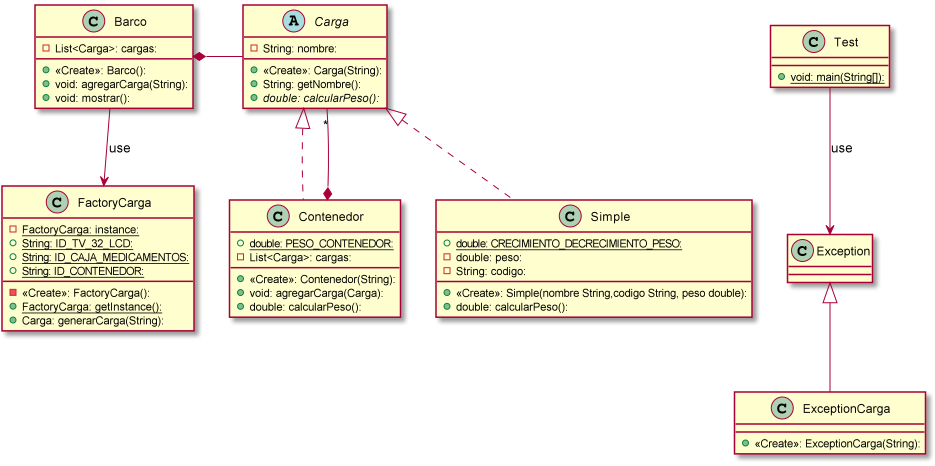 C Barco
List<Carga>: cargas:
«Create»: Barco():
void: agregarCarga(String):
void: mostrar():
A Carga
String: nombre:
«Create»: Carga(String):
String: getNombre():
double: calcularPeso():
C Test
void: main(String[]):
use
use
*
C FactoryCarga
FactoryCarga: instance:
String: ID_TV_32_LCD:
String: ID_CAJA_MEDICAMENTOS:
String: ID_CONTENEDOR:
«Create»: FactoryCarga():
FactoryCarga: getInstance():
Carga: generarCarga(String):
C Contenedor
double: PESO_CONTENEDOR:
List<Carga>: cargas:
«Create»: Contenedor(String):
void: agregarCarga(Carga):
double: calcularPeso():
C Simple
double: CRECIMIENTO_DECRECIMIENTO_PESO:
double: peso:
String: codigo:
«Create»: Simple(nombre String,codigo String, peso double):
double: calcularPeso():
C Exception
C ExceptionCarga
«Create»: ExceptionCarga(String):